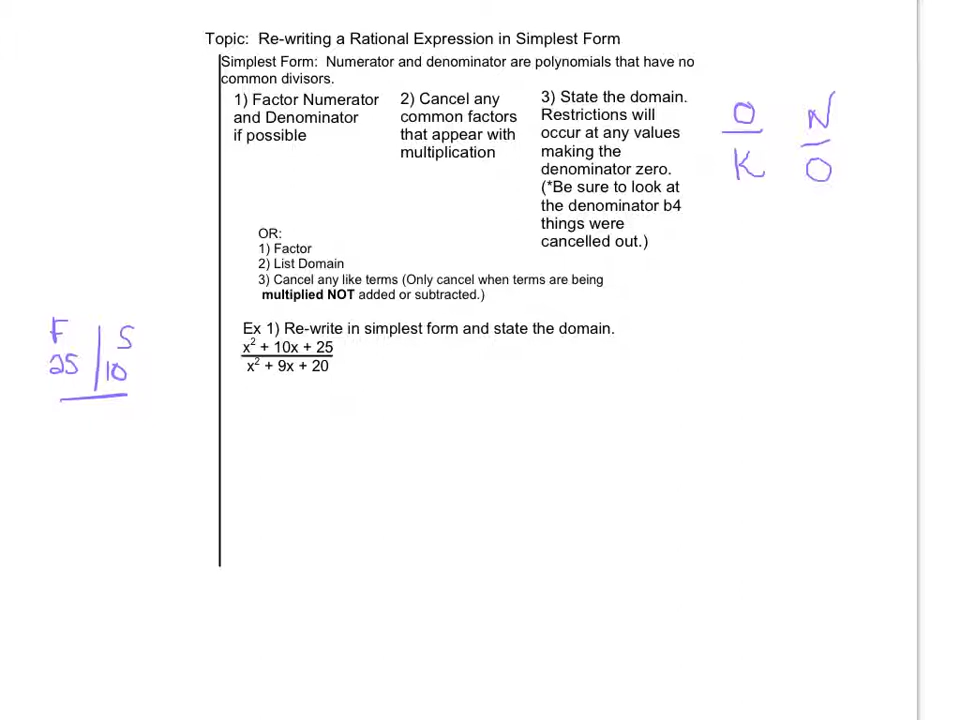 Topic: Re-writing a Rational Expression in Simplest Form
Simplest Form: Numerator and denominator are polynomials that have no
common divisors.
1) Factor Numerator
and Denominator
if possible
2) Cancel any
common factors
that appear with
multiplication
3) State the domain.
Restrictions will
occur at any values
making the
denominator zero.
(*Be sure to look at
the denominator b4
things were
cancelled out.)
O N
K O
OR:
1) Factor
2) List Domain
3) Cancel any like terms (Only cancel when terms are being
multiplied NOT added or subtracted.)
F S
25 10
Ex 1) Re-write in simplest form and state the domain.
x² + 10x + 25
x² + 9x + 20